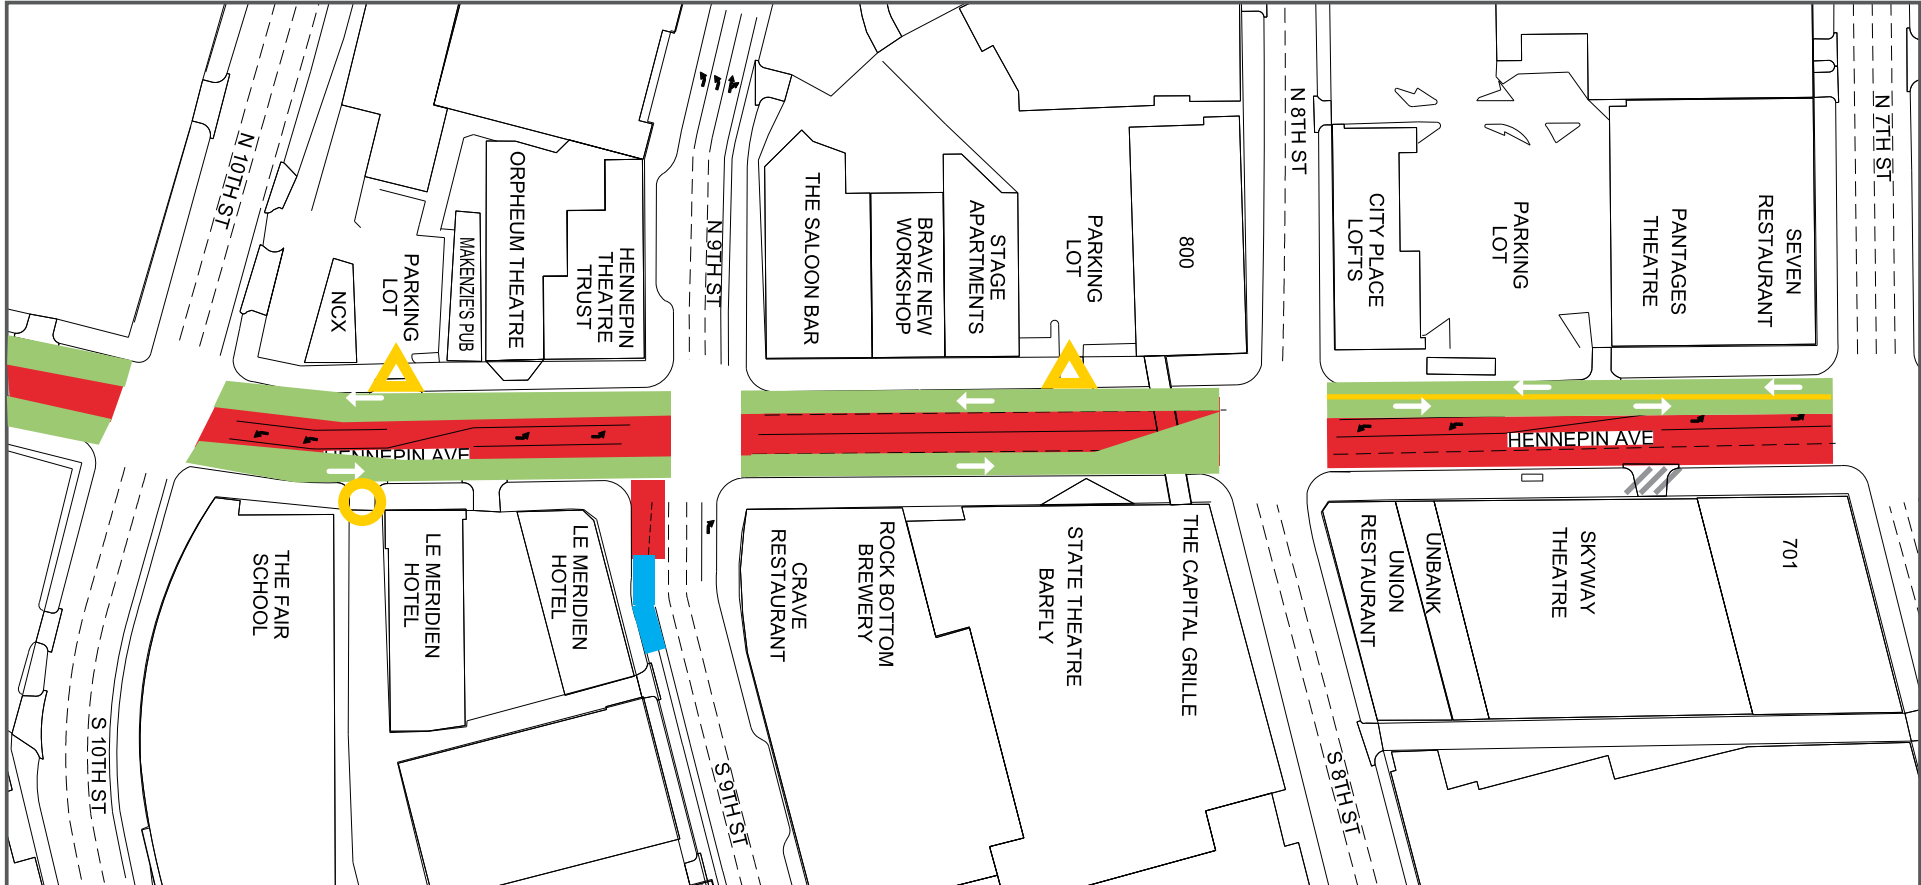 N 10TH ST
NCX
PARKING
LOT
MAKENZIE'S PUB
ORPHEUM THEATRE
HENNEPIN
THEATRE
TRUST
N 9TH ST
THE SALOON BAR
BRAVE NEW
WORKSHOP
STAGE
APARTMENTS
PARKING
LOT
800
N 8TH ST
CITY PLACE
LOFTS
PARKING
LOT
PANTAGES
THEATRE
SEVEN
RESTAURANT
N 7TH ST
HENNEPIN AVE
HENNEPIN AVE
S 10TH ST
THE FAIR
SCHOOL
LE MERIDIEN
HOTEL
LE MERIDIEN
HOTEL
S 9TH ST
CRAVE
RESTAURANT
ROCK BOTTOM
BREWERY
STATE THEATRE
BARFLY
THE CAPITAL GRILLE
S 8TH ST
UNION
RESTAURANT
UNBANK
SKYWAY
THEATRE
701